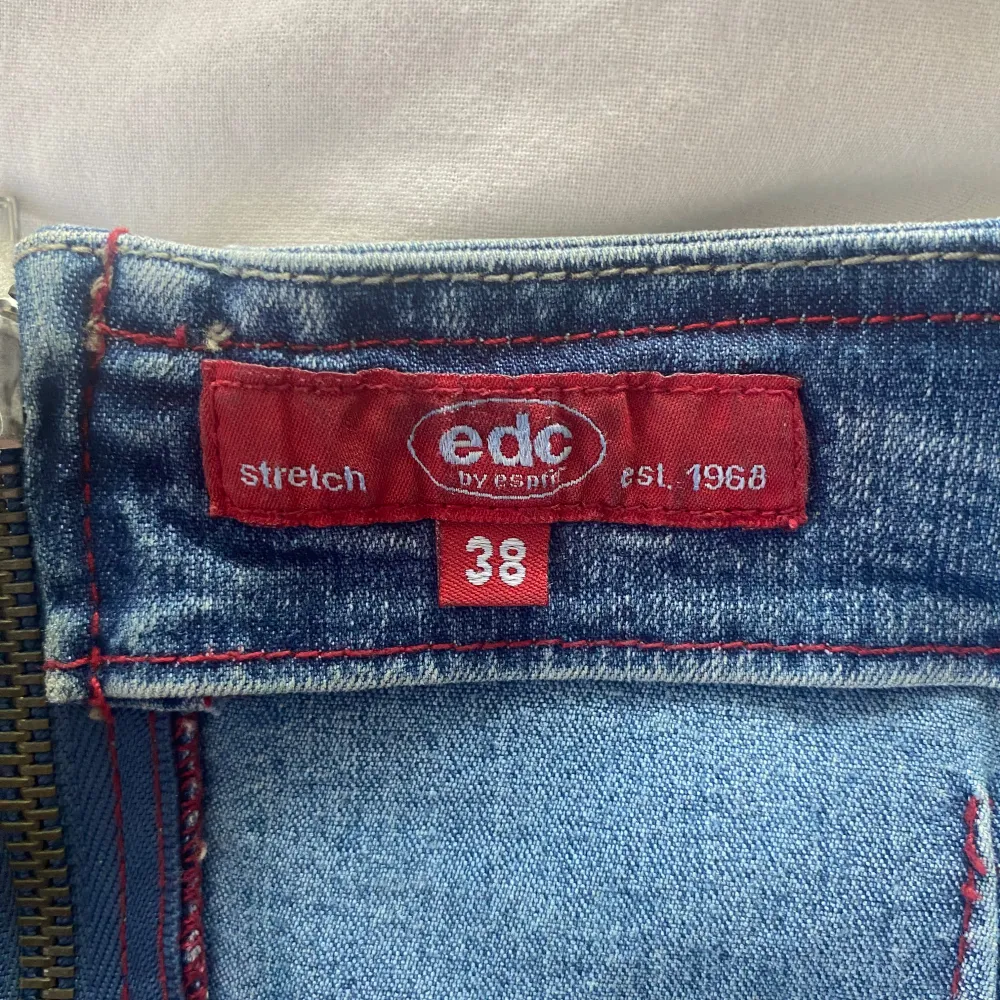 edc
by esprit
stretch
est. 1968
38